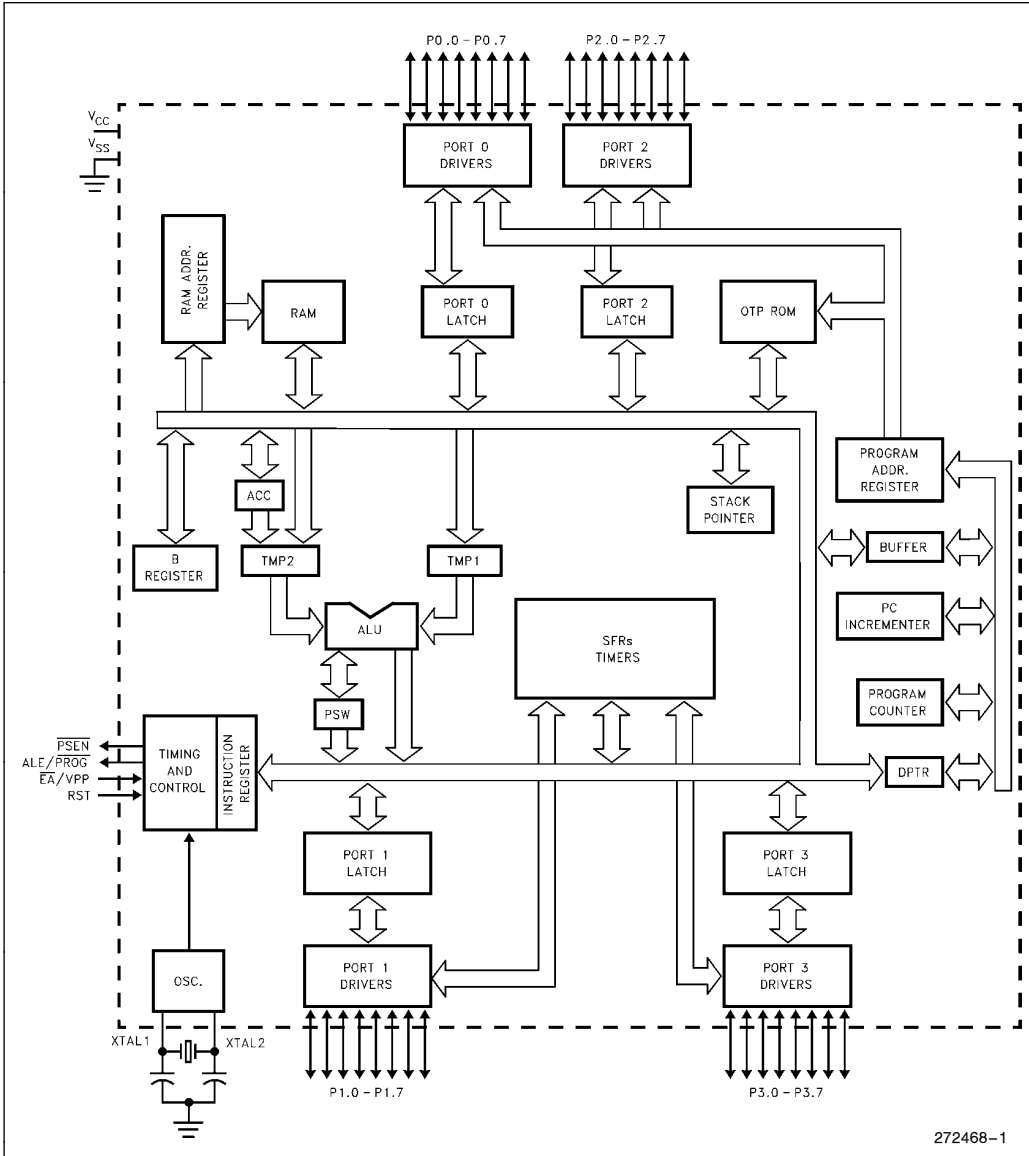 P0.0 – P0.7
P2.0 – P2.7
VCC
VSS
PORT 0
DRIVERS
PORT 2
DRIVERS
RAM ADDR.
REGISTER
RAM
PORT 0
LATCH
PORT 2
LATCH
OTP ROM
PROGRAM
ADDR.
REGISTER
ACC
STACK
POINTER
B
REGISTER
TMP2
TMP1
BUFFER
ALU
SFRs
TIMERS
PC
INCREMENTER
PSW
PROGRAM
COUNTER
PSEN
ALE/PROG
EA/VPP
RST
TIMING
AND
CONTROL
INSTRUCTION
REGISTER
DPTR
PORT 1
LATCH
PORT 3
LATCH
OSC.
PORT 1
DRIVERS
PORT 3
DRIVERS
XTAL1
XTAL2
P1.0 – P1.7
P3.0 – P3.7
272468–1